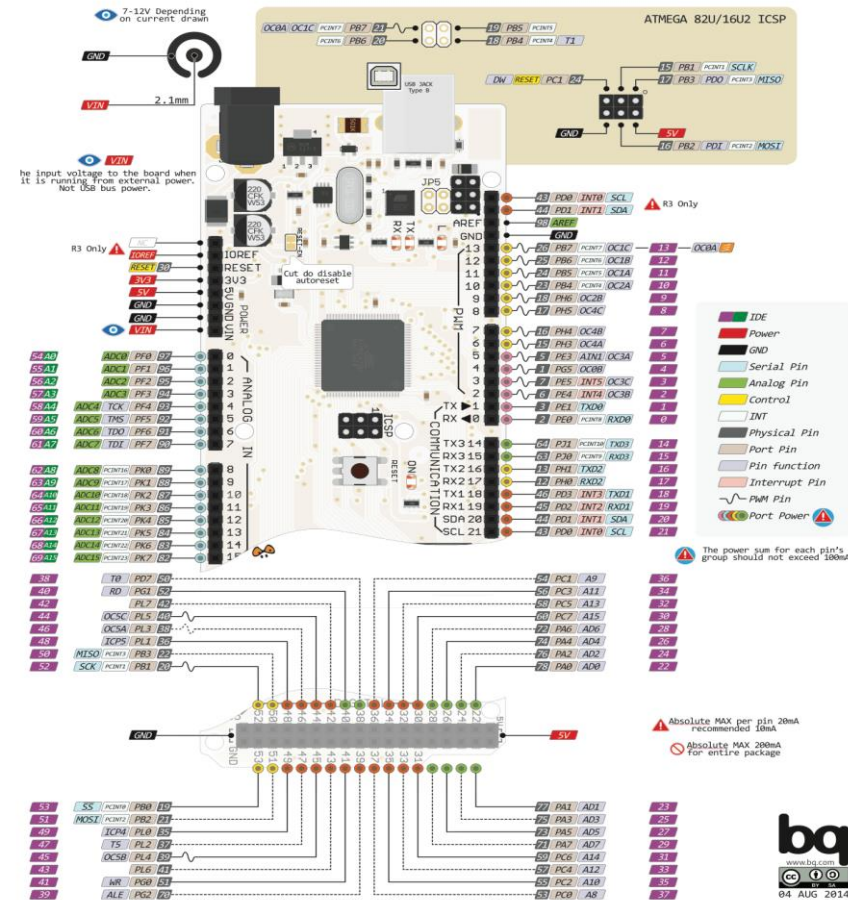 7-12V Depending
on current drawn
GND
VIN
2.1mm
VIN
he input voltage to the board when
it is running from external power.
Not USB bus power.
ATMEGA 82U/16U2 ICSP
OC0A OC1C PCINT7 PB7 21
PCINT6 PB6 20
19 PB5 PCINT5
18 PB4 PCINT4 T1
DW RESET PC1 24
15 PB1 PCINT1 SCLK
17 PB3 PDO PCINT3 MISO
GND
5V
16 PB2 PDI PCINT2 MOSI
USB JACK
Type B
220
CFK
W53
220
CFK
W53
1 2 3
JP5
RX
TX
L
RESET-EN
Cut do disable
autoreset
R3 Only
NC
IOREF
RESET 30
3V3
5V
GND
GND
VIN
IOREF
RESET
3V3
5V
GND
GND
VIN
POWER
43 PD0 INT0 SCL
44 PD1 INT1 SDA
R3 Only
98 AREF
GND
AREF
GND
13 26 PB7 PCINT7 OC1C 13 OC0A
12 25 PB6 PCINT6 OC1B 12
11 24 PB5 PCINT5 OC1A 11
10 23 PB4 PCINT4 OC2A 10
9 18 PH6 OC2B 9
8 17 PH5 OC4C 8
PWM
7 16 PH4 OC4B 7
6 15 PH3 OC4A 6
5 5 PE3 AIN1 OC3A 5
4 1 PG5 OC0B 4
3 7 PE5 INT5 OC3C 3
2 6 PE4 INT4 OC3B 2
TX 1 3 PE1 TXD0 1
RX 0 2 PE0 PCINT8 RXD0 0
COMMUNICATION
TX3 14 64 PJ1 PCINT10 TXD3 14
RX3 15 63 PJ0 PCINT9 RXD3 15
TX2 16 13 PH1 TXD2 16
RX2 17 12 PH0 RXD2 17
TX1 18 46 PD3 INT3 TXD1 18
RX1 19 45 PD2 INT2 RXD1 19
SDA 20 44 PD1 INT1 SDA 20
SCL 21 43 PD0 INT0 SCL 21
54 A0 ADC0 PF0 97 0
55 A1 ADC1 PF1 96 1
56 A2 ADC2 PF2 95 2
57 A3 ADC3 PF3 94 3
58 A4 ADC4 TCK PF4 93 4
59 A5 ADC5 TMS PF5 92 5
60 A6 ADC6 TDO PF6 91 6
61 A7 ADC7 TDI PF7 90 7
ANALOG IN
62 A8 ADC8 PCINT16 PK0 89 8
63 A9 ADC9 PCINT17 PK1 88 9
64 A10 ADC10 PCINT18 PK2 87 10
65 A11 ADC11 PCINT19 PK3 86 11
66 A12 ADC12 PCINT20 PK4 85 12
67 A13 ADC13 PCINT21 PK5 84 13
68 A14 ADC14 PCINT22 PK6 83 14
69 A15 ADC15 PCINT23 PK7 82
ICSP
1
RESET
ON
IDE
Power
GND
Serial Pin
Analog Pin
Control
INT
Physical Pin
Port Pin
Pin function
Interrupt Pin
PWM Pin
Port Power
The power sum for each pin's
group should not exceed 100mA
38 T0 PD7 50
40 RD PG1 52
42 PL7 42
44 OC5C PL5 40
46 OC5A PL3 38
48 ICP5 PL1 36
50 MISO PCINT3 PB3 22
52 SCK PCINT1 PB1 20
54 PC1 A9 36
56 PC3 A11 34
58 PC5 A13 32
60 PC7 A15 30
72 PA6 AD6 28
74 PA4 AD4 26
76 PA2 AD2 24
78 PA0 AD0 22
GND
GND
5V
Absolute MAX per pin 20mA
recommended 10mA
Absolute MAX 200mA
for entire package
53 SS PCINT0 PB0 19
51 MOSI PCINT2 PB2 21
49 ICP4 PL0 35
47 T5 PL2 37
45 OC5B PL4 39
43 PL6 41
41 WR PG0 51
39 ALE PG2 70
77 PA1 AD1 23
75 PA3 AD3 25
73 PA5 AD5 27
71 PA7 AD7 29
59 PC6 A14 31
57 PC4 A12 33
55 PC2 A10 35
53 PC0 A8 37
bq
www.bq.com
cc BY SA
04 AUG 2014